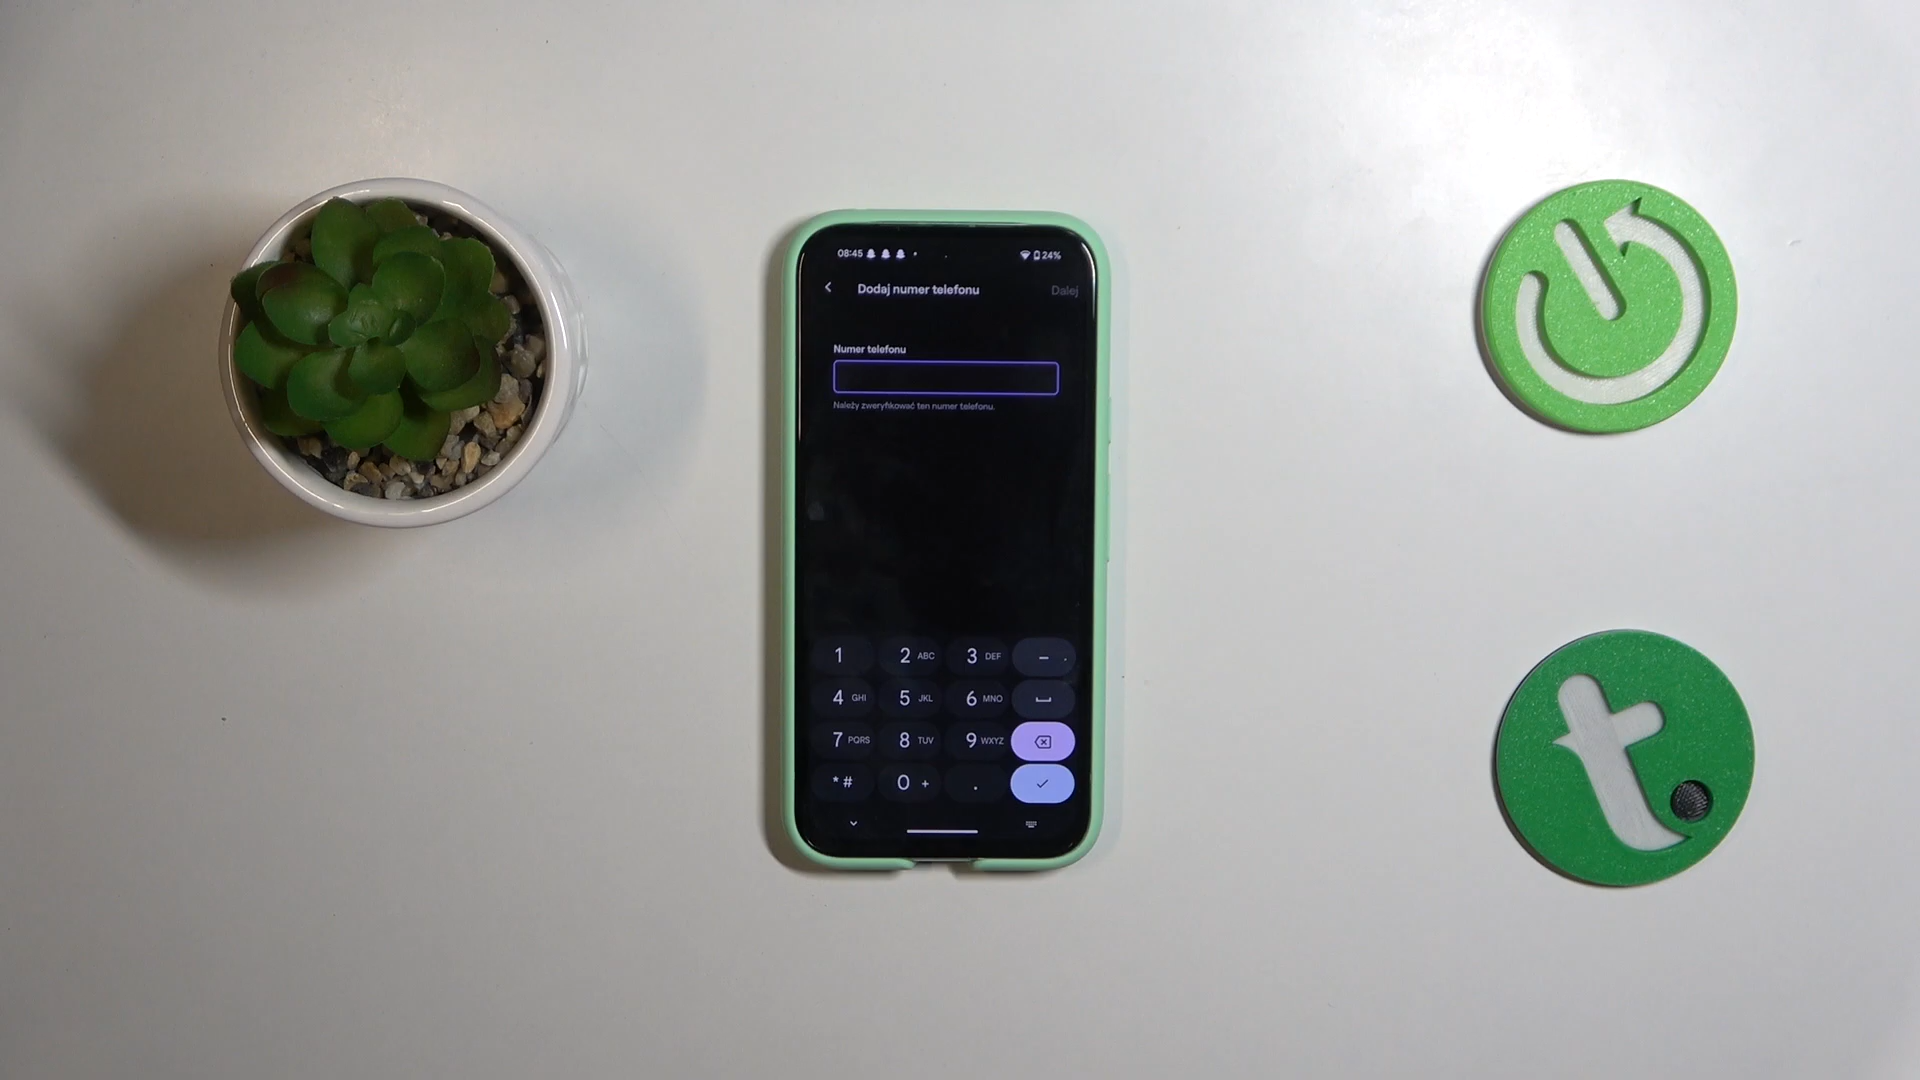 08:45 24%
Dodaj numer telefonu Dalej
Numer telefonu
Należy zweryfikować ten numer telefonu.
1 2 ABC 3 DEF –
4 GHI 5 JKL 6 MNO
7 PQRS 8 TUV 9 WXYZ
* # 0 + .
t.